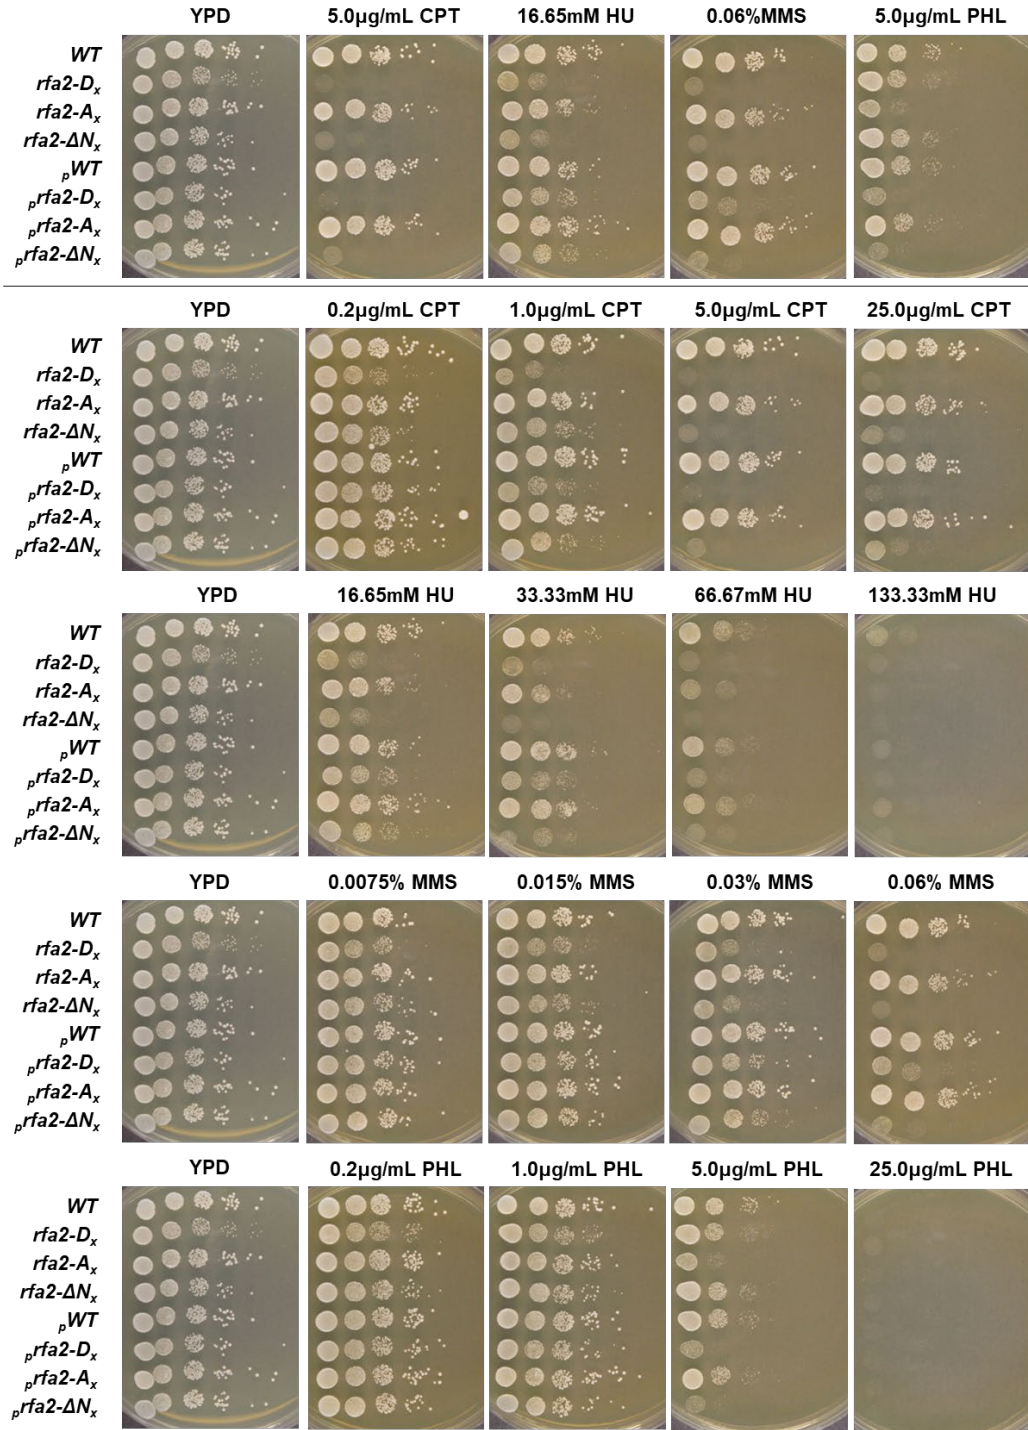 YPD 5.0µg/mL CPT 16.65mM HU 0.06%MMS 5.0µg/mL PHL
WT
rfa2-Dx
rfa2-Ax
rfa2-ΔNx
pWT
prfa2-Dx
prfa2-Ax
prfa2-ΔNx
YPD 0.2µg/mL CPT 1.0µg/mL CPT 5.0µg/mL CPT 25.0µg/mL CPT
WT
rfa2-Dx
rfa2-Ax
rfa2-ΔNx
pWT
prfa2-Dx
prfa2-Ax
prfa2-ΔNx
YPD 16.65mM HU 33.33mM HU 66.67mM HU 133.33mM HU
WT
rfa2-Dx
rfa2-Ax
rfa2-ΔNx
pWT
prfa2-Dx
prfa2-Ax
prfa2-ΔNx
YPD 0.0075% MMS 0.015% MMS 0.03% MMS 0.06% MMS
WT
rfa2-Dx
rfa2-Ax
rfa2-ΔNx
pWT
prfa2-Dx
prfa2-Ax
prfa2-ΔNx
YPD 0.2µg/mL PHL 1.0µg/mL PHL 5.0µg/mL PHL 25.0µg/mL PHL
WT
rfa2-Dx
rfa2-Ax
rfa2-ΔNx
pWT
prfa2-Dx
prfa2-Ax
prfa2-ΔNx